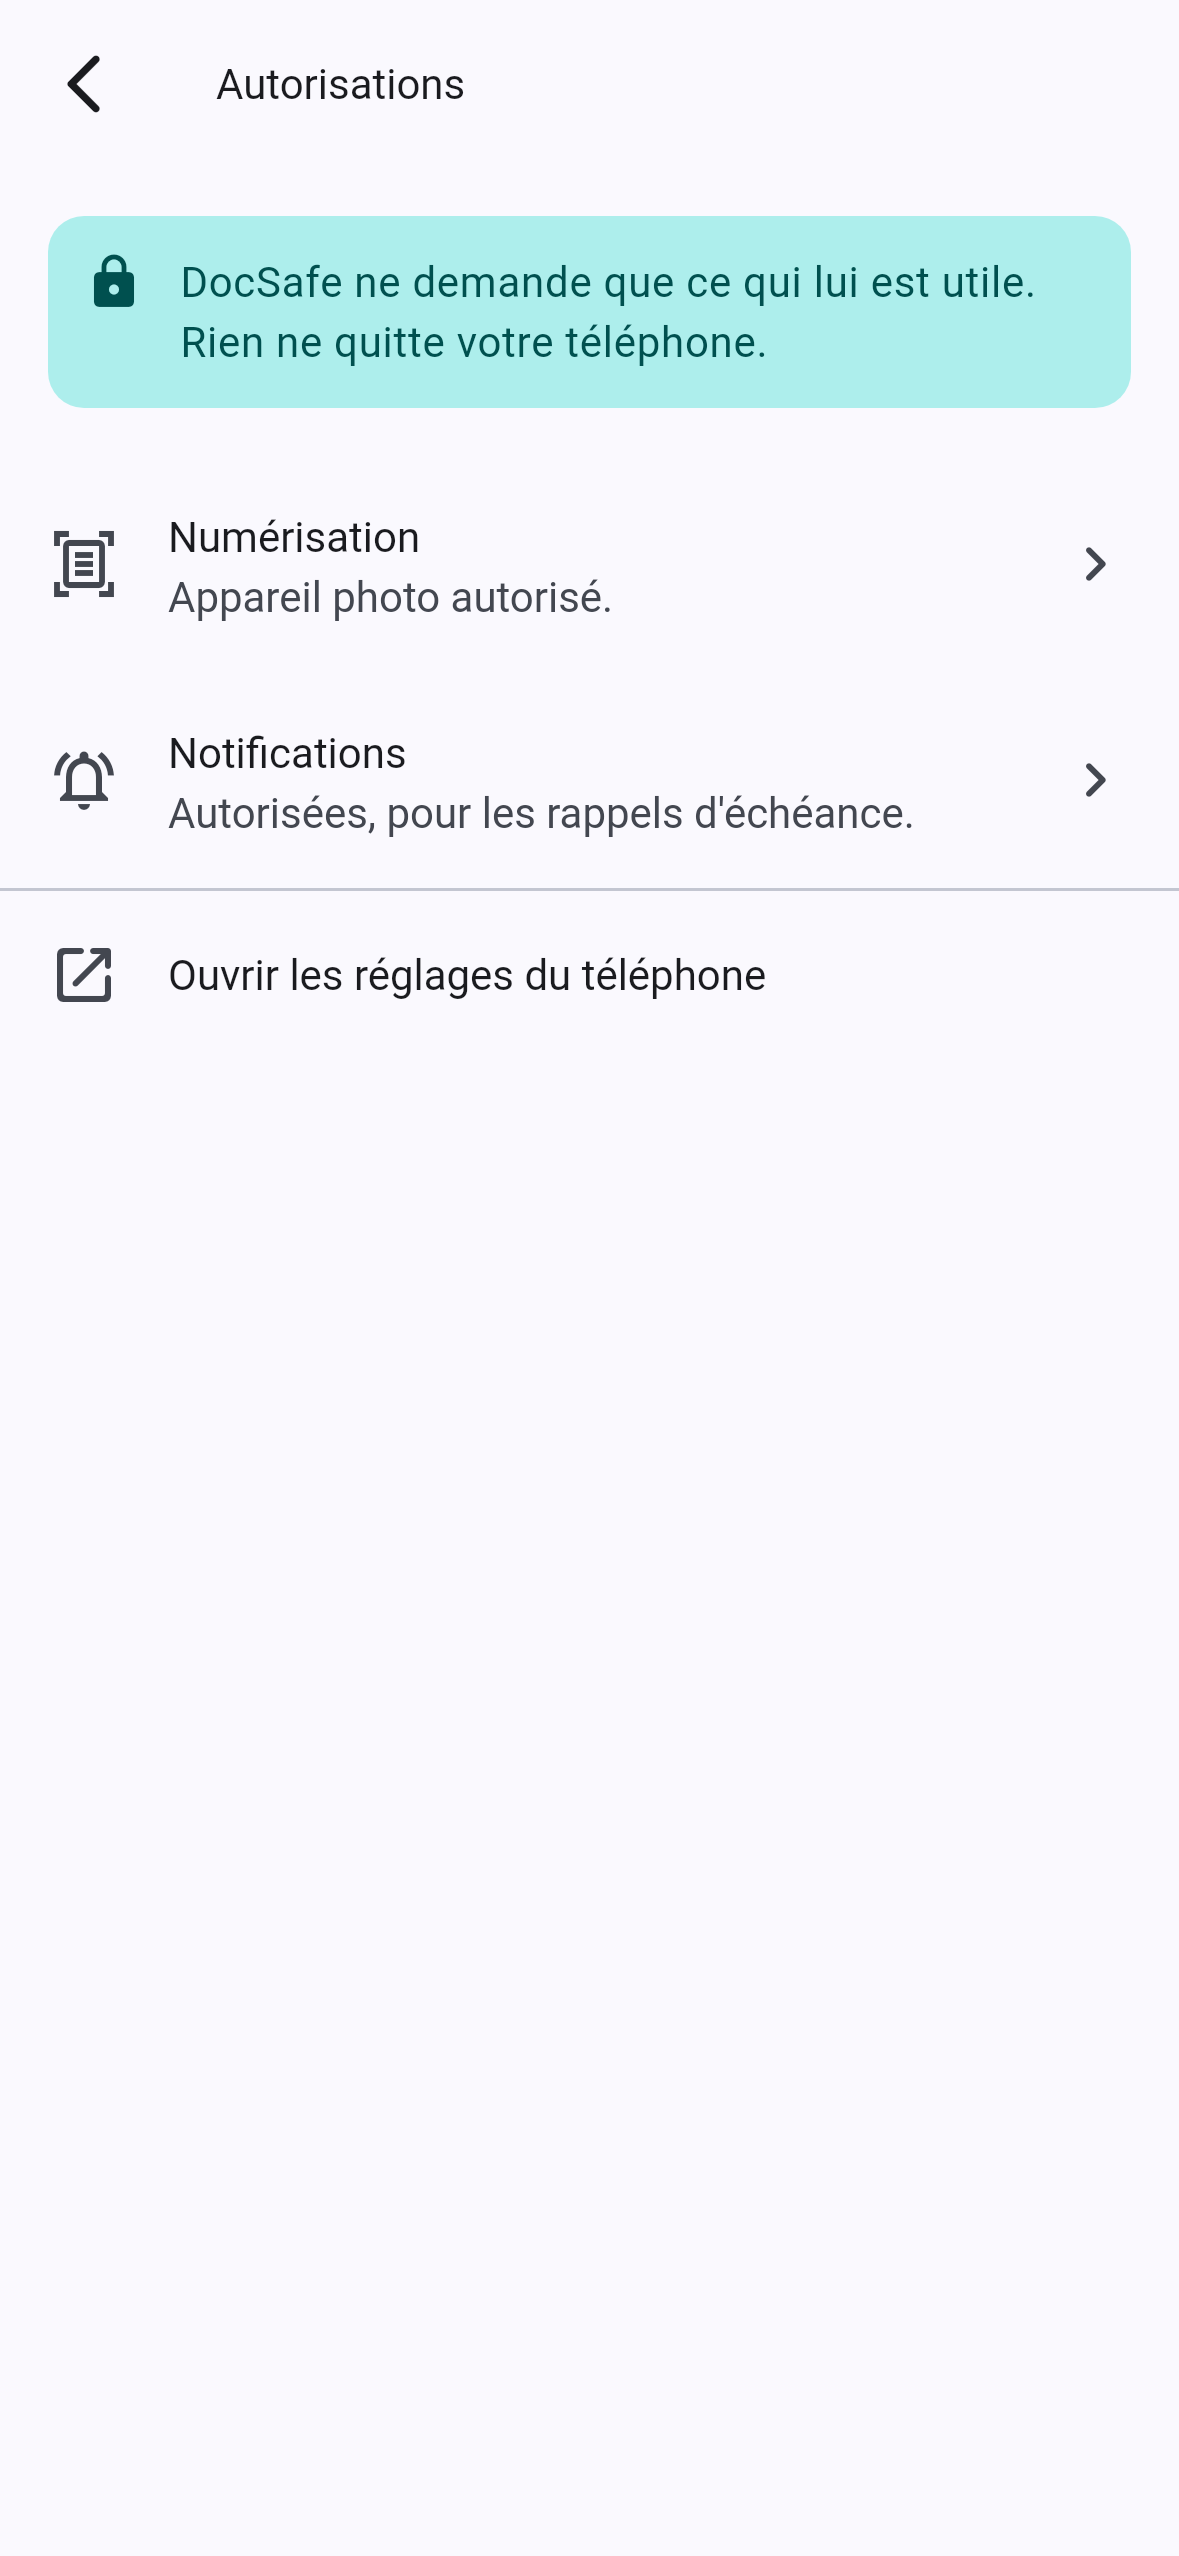 Autorisations
DocSafe ne demande que ce qui lui est utile.
Rien ne quitte votre téléphone.
Numérisation
Appareil photo autorisé.
Notifications
Autorisées, pour les rappels d'échéance.
Ouvrir les réglages du téléphone